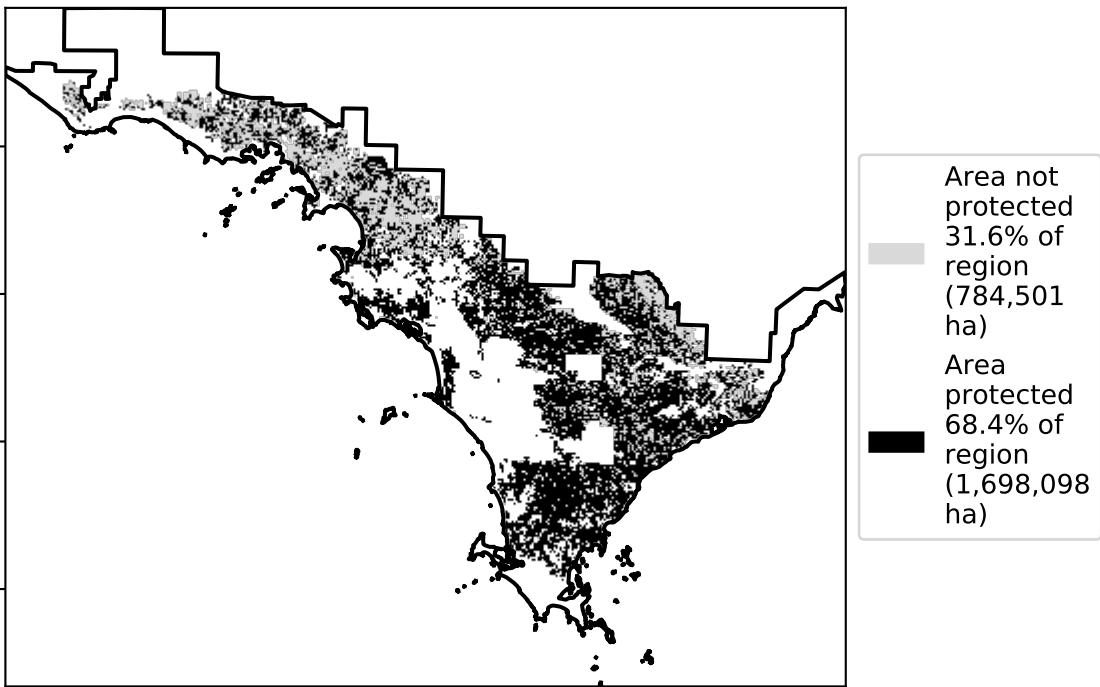 Area not
protected
31.6% of
region
(784,501
ha)
Area
protected
68.4% of
region
(1,698,098
ha)